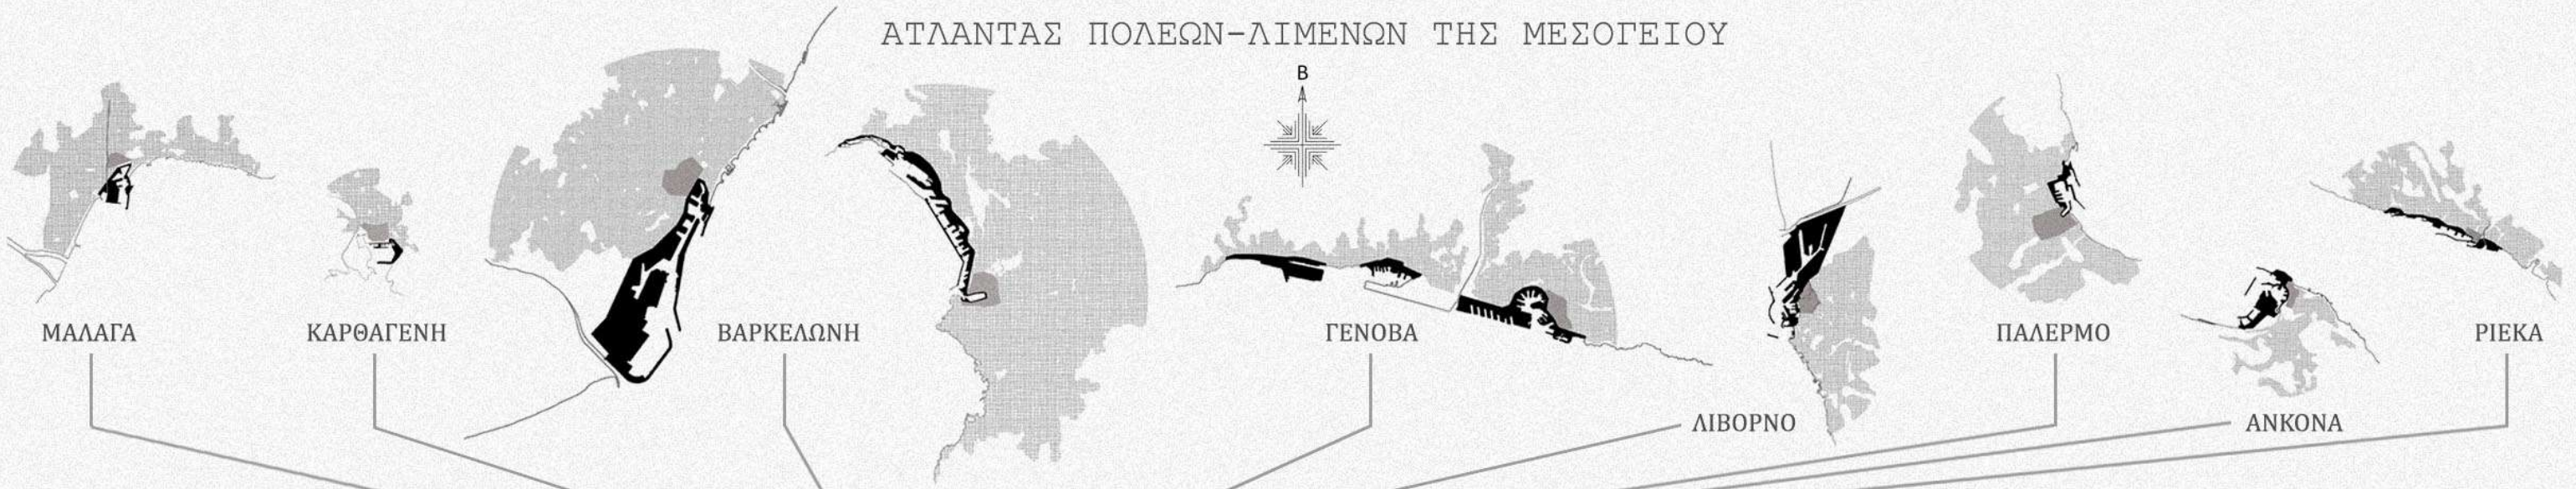 ΑΤΛΑΝΤΑΣ ΠΟΛΕΩΝ-ΛΙΜΕΝΩΝ ΤΗΣ ΜΕΣΟΓΕΙΟΥ
Β
ΜΑΛΑΓΑ
ΚΑΡΘΑΓΕΝΗ
ΒΑΡΚΕΛΩΝΗ
ΓΕΝΟΒΑ
ΠΑΛΕΡΜΟ
ΡΙΕΚΑ
ΛΙΒΟΡΝΟ
ΑΝΚΟΝΑ